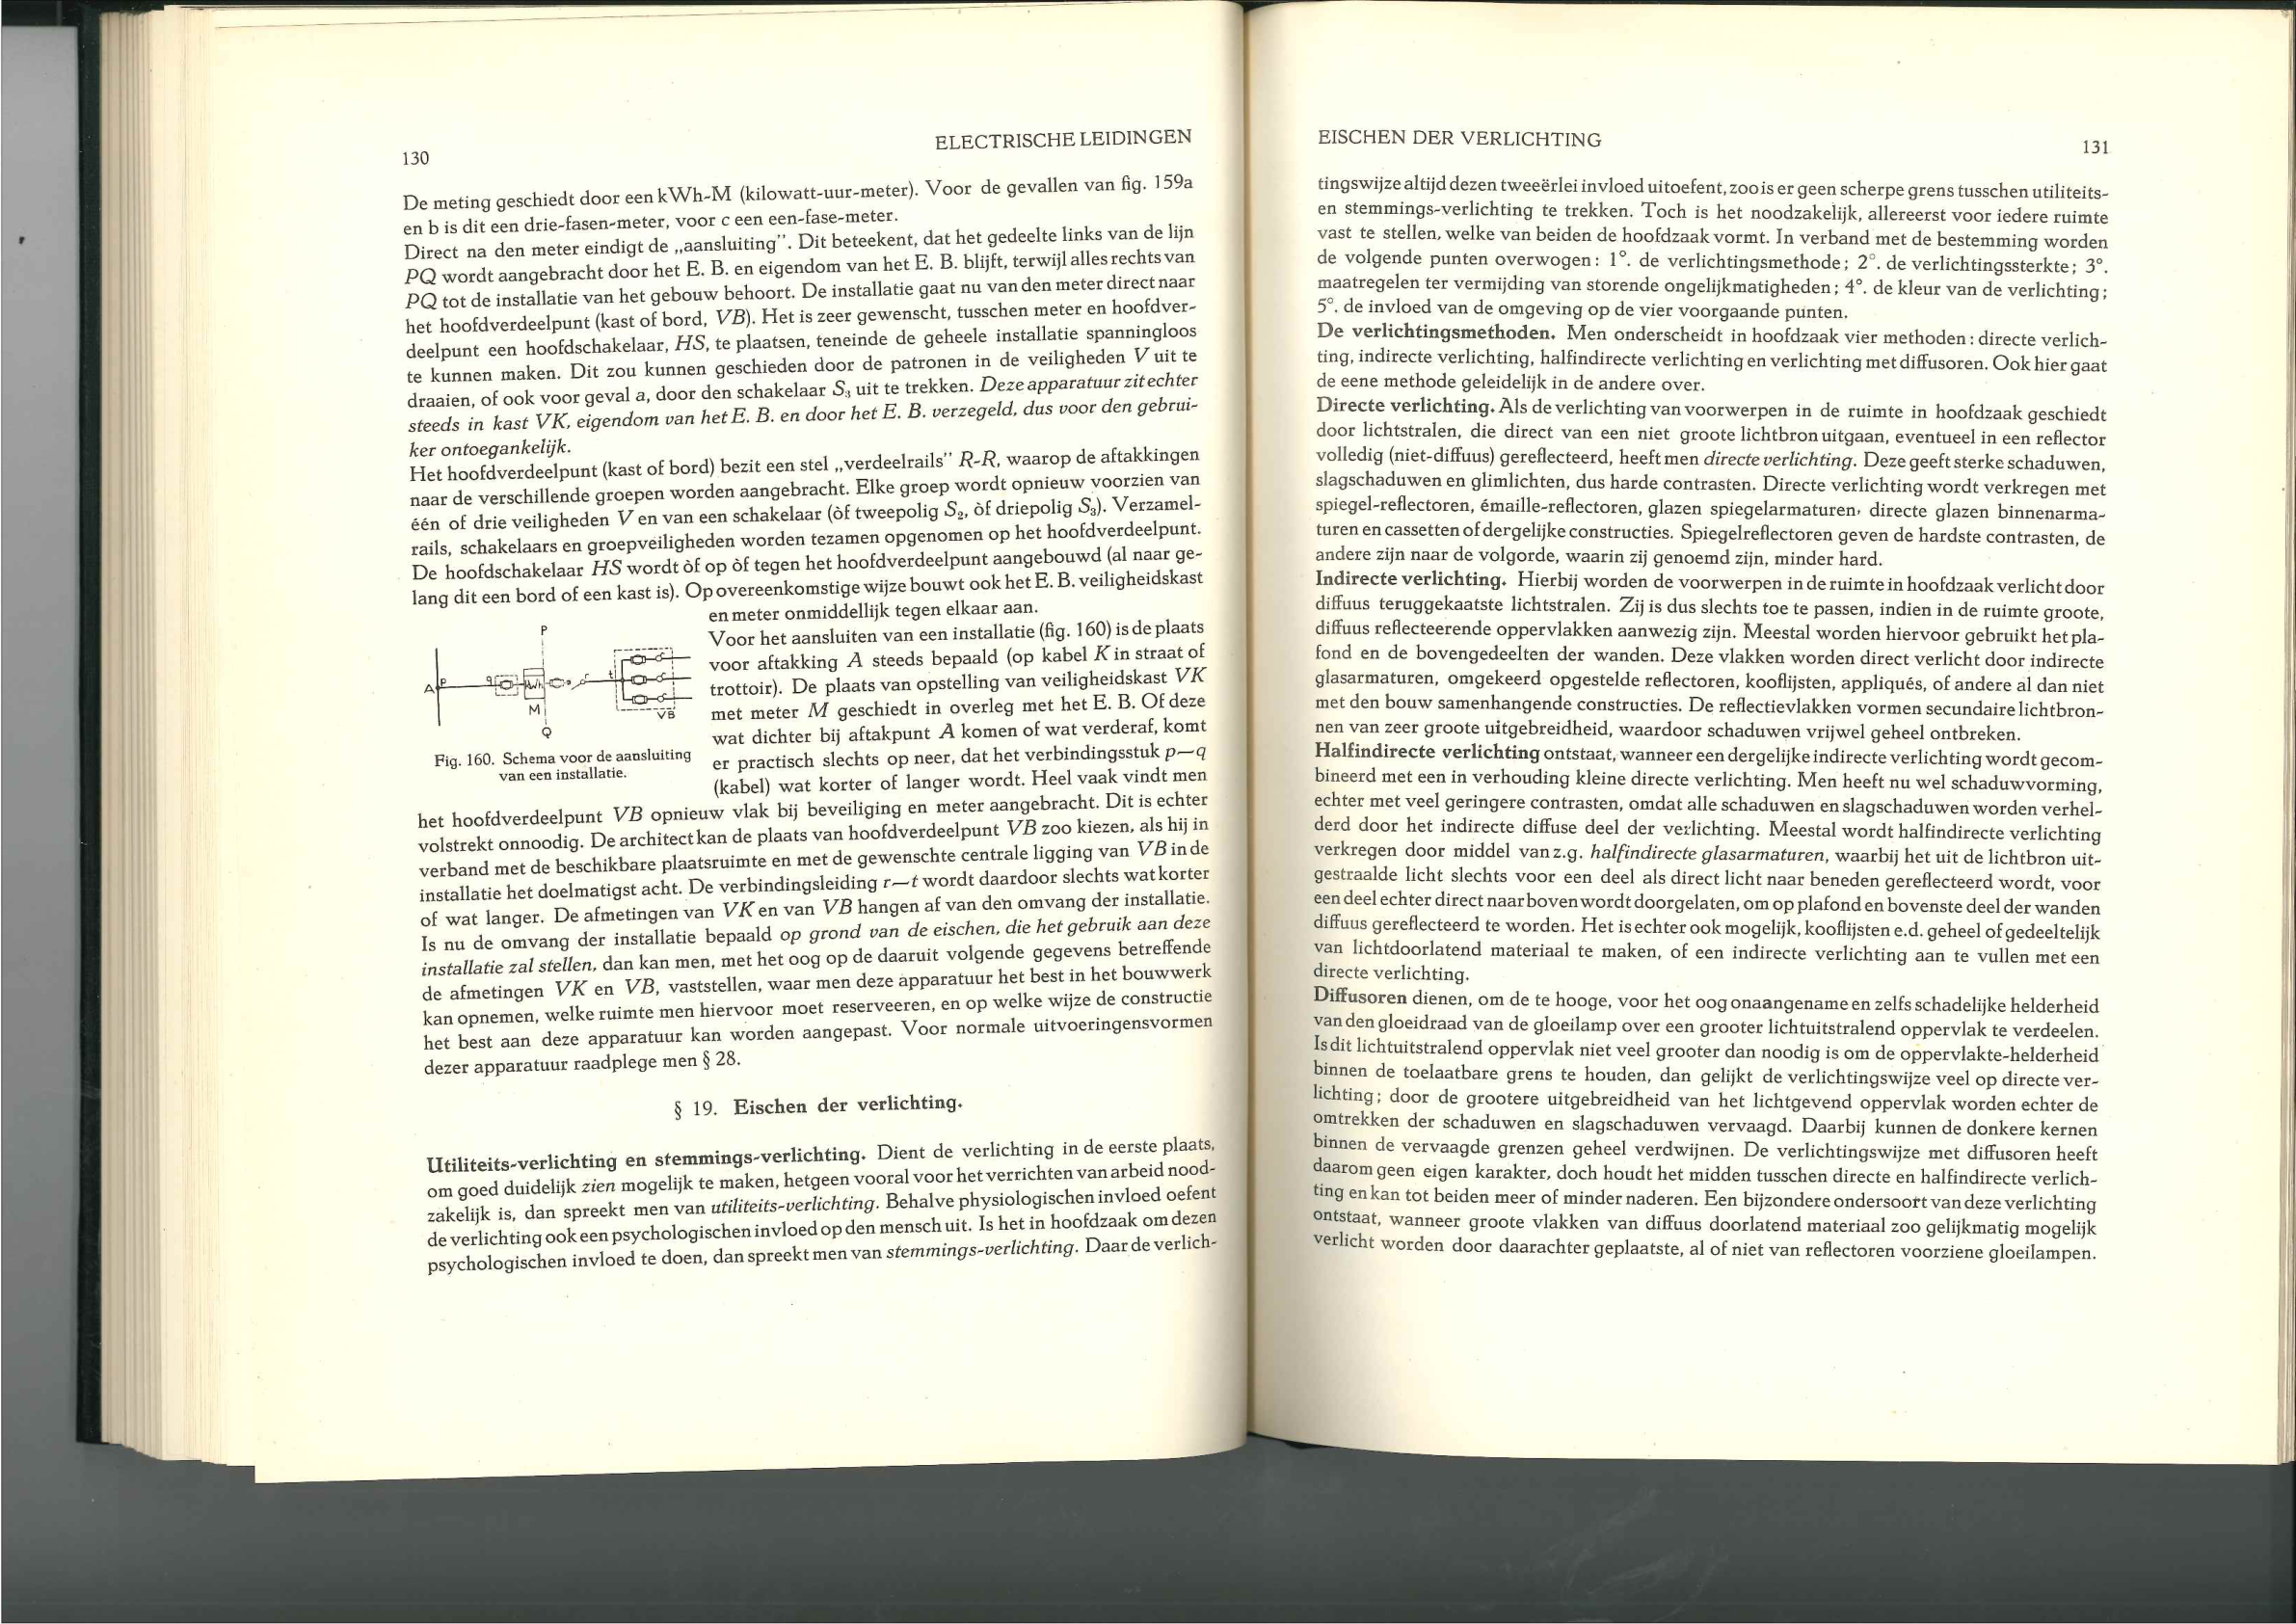 130
ELECTRISCHE LEIDINGEN
De meting geschiedt door een kWh-M (kilowatt-uur-meter). Voor de gevallen van fig. 159a
en b is dit een drie-fasen-meter, voor c een een-fase-meter.
Direct na den meter eindigt de „aansluiting". Dit beteekent, dat het gedeelte links van de lijn
PQ wordt aangebracht door het E. B. en eigendom van het E. B. blijft, terwijl alles rechts van
PQ tot de installatie van het gebouw behoort. De installatie gaat nu van den meter direct naar
het hoofdverdeelpunt (kast of bord, VB). Het is zeer gewenscht, tusschen meter en hoofdver-
deelpunt een hoofdschakelaar, HS, te plaatsen, teneinde de geheele installatie spanningloos
te kunnen maken. Dit zou kunnen geschieden door de patronen in de veiligheden V uit te
draaien, of ook voor geval a, door den schakelaar S₃ uit te trekken. Deze apparatuur zit echter
steeds in kast VK, eigendom van het E. B. en door het E. B. verzegeld, dus voor den gebrui-
ker ontoegankelijk.
Het hoofdverdeelpunt (kast of bord) bezit een stel „verdeelrails" R-R, waarop de aftakkingen
naar de verschillende groepen worden aangebracht. Elke groep wordt opnieuw voorzien van
één of drie veiligheden V en van een schakelaar (òf tweepolig S₂, òf driepolig S₃). Verzamel-
rails, schakelaars en groepveiligheden worden tezamen opgenomen op het hoofdverdeelpunt.
De hoofdschakelaar HS wordt òf op òf tegen het hoofdverdeelpunt aangebouwd (al naar ge-
lang dit een bord of een kast is). Op overeenkomstige wijze bouwt ook het E. B. veiligheidskast
en meter onmiddellijk tegen elkaar aan.
Voor het aansluiten van een installatie (fig. 160) is de plaats
voor aftakking A steeds bepaald (op kabel K in straat of
trottoir). De plaats van opstelling van veiligheidskast VK
met meter M geschiedt in overleg met het E. B. Of deze
wat dichter bij aftakpunt A komen of wat verderaf, komt
er practisch slechts op neer, dat het verbindingsstuk p—q
(kabel) wat korter of langer wordt. Heel vaak vindt men
P
A
P
q
kWh
r
t
M
VB
Q
Fig. 160. Schema voor de aansluiting
van een installatie.
het hoofdverdeelpunt VB opnieuw vlak bij beveiliging en meter aangebracht. Dit is echter
volstrekt onnoodig. De architect kan de plaats van hoofdverdeelpunt VB zoo kiezen, als hij in
verband met de beschikbare plaatsruimte en met de gewenschte centrale ligging van VB in de
installatie het doelmatigst acht. De verbindingsleiding r—t wordt daardoor slechts wat korter
of wat langer. De afmetingen van VK en van VB hangen af van den omvang der installatie.
Is nu de omvang der installatie bepaald op grond van de eischen, die het gebruik aan deze
installatie zal stellen, dan kan men, met het oog op de daaruit volgende gegevens betreffende
de afmetingen VK en VB, vaststellen, waar men deze apparatuur het best in het bouwwerk
kan opnemen, welke ruimte men hiervoor moet reserveeren, en op welke wijze de constructie
het best aan deze apparatuur kan worden aangepast. Voor normale uitvoeringensvormen
dezer apparatuur raadplege men § 28.
§ 19. Eischen der verlichting.
Utiliteits-verlichting en stemmings-verlichting. Dient de verlichting in de eerste plaats,
om goed duidelijk zien mogelijk te maken, hetgeen vooral voor het verrichten van arbeid nood-
zakelijk is, dan spreekt men van utiliteits-verlichting. Behalve physiologischen invloed oefent
de verlichting ook een psychologischen invloed op den mensch uit. Is het in hoofdzaak om dezen
psychologischen invloed te doen, dan spreekt men van stemmings-verlichting. Daar de verlich-
EISCHEN DER VERLICHTING
131
tingswijze altijd dezen tweeërlei invloed uitoefent, zoo is er geen scherpe grens tusschen utiliteits-
en stemmings-verlichting te trekken. Toch is het noodzakelijk, allereerst voor iedere ruimte
vast te stellen, welke van beiden de hoofdzaak vormt. In verband met de bestemming worden
de volgende punten overwogen: 1°. de verlichtingsmethode; 2°. de verlichtingssterkte; 3°.
maatregelen ter vermijding van storende ongelijkmatigheden; 4°. de kleur van de verlichting;
5°. de invloed van de omgeving op de vier voorgaande punten.
De verlichtingsmethoden. Men onderscheidt in hoofdzaak vier methoden: directe verlich-
ting, indirecte verlichting, halfindirecte verlichting en verlichting met diffusoren. Ook hier gaat
de eene methode geleidelijk in de andere over.
Directe verlichting. Als de verlichting van voorwerpen in de ruimte in hoofdzaak geschiedt
door lichtstralen, die direct van een niet groote lichtbron uitgaan, eventueel in een reflector
volledig (niet-diffuus) gereflecteerd, heeft men directe verlichting. Deze geeft sterke schaduwen,
slagschaduwen en glimlichten, dus harde contrasten. Directe verlichting wordt verkregen met
spiegel-reflectoren, émaille-reflectoren, glazen spiegelarmaturen, directe glazen binnenarma-
turen en cassetten of dergelijke constructies. Spiegelreflectoren geven de hardste contrasten, de
andere zijn naar de volgorde, waarin zij genoemd zijn, minder hard.
Indirecte verlichting. Hierbij worden de voorwerpen in de ruimte in hoofdzaak verlicht door
diffuus teruggekaatste lichtstralen. Zij is dus slechts toe te passen, indien in de ruimte groote,
diffuus reflecteerende oppervlakken aanwezig zijn. Meestal worden hiervoor gebruikt het pla-
fond en de bovengedeelten der wanden. Deze vlakken worden direct verlicht door indirecte
glasarmaturen, omgekeerd opgestelde reflectoren, kooflijsten, appliqués, of andere al dan niet
met den bouw samenhangende constructies. De reflectievlakken vormen secundaire lichtbron-
nen van zeer groote uitgebreidheid, waardoor schaduwen vrijwel geheel ontbreken.
Halfindirecte verlichting ontstaat, wanneer een dergelijke indirecte verlichting wordt gecom-
bineerd met een in verhouding kleine directe verlichting. Men heeft nu wel schaduwvorming,
echter met veel geringere contrasten, omdat alle schaduwen en slagschaduwen worden verhel-
derd door het indirecte diffuse deel der verlichting. Meestal wordt halfindirecte verlichting
verkregen door middel van z.g. halfindirecte glasarmaturen, waarbij het uit de lichtbron uit-
gestraalde licht slechts voor een deel als direct licht naar beneden gereflecteerd wordt, voor
een deel echter direct naar boven wordt doorgelaten, om op plafond en bovenste deel der wanden
diffuus gereflecteerd te worden. Het is echter ook mogelijk, kooflijsten e.d. geheel of gedeeltelijk
van lichtdoorlatend materiaal te maken, of een indirecte verlichting aan te vullen met een
directe verlichting.
Diffusoren dienen, om de te hooge, voor het oog onaangename en zelfs schadelijke helderheid
van den gloeidraad van de gloeilamp over een grooter lichtuitstralend oppervlak te verdeelen.
Is dit lichtuitstralend oppervlak niet veel grooter dan noodig is om de oppervlakte-helderheid
binnen de toelaatbare grens te houden, dan gelijkt de verlichtingswijze veel op directe ver-
lichting; door de grootere uitgebreidheid van het lichtgevend oppervlak worden echter de
omtrekken der schaduwen en slagschaduwen vervaagd. Daarbij kunnen de donkere kernen
binnen de vervaagde grenzen geheel verdwijnen. De verlichtingswijze met diffusoren heeft
daarom geen eigen karakter, doch houdt het midden tusschen directe en halfindirecte verlich-
ting en kan tot beiden meer of minder naderen. Een bijzondere ondersoort van deze verlichting
ontstaat, wanneer groote vlakken van diffuus doorlatend materiaal zoo gelijkmatig mogelijk
verlicht worden door daarachter geplaatste, al of niet van reflectoren voorziene gloeilampen.